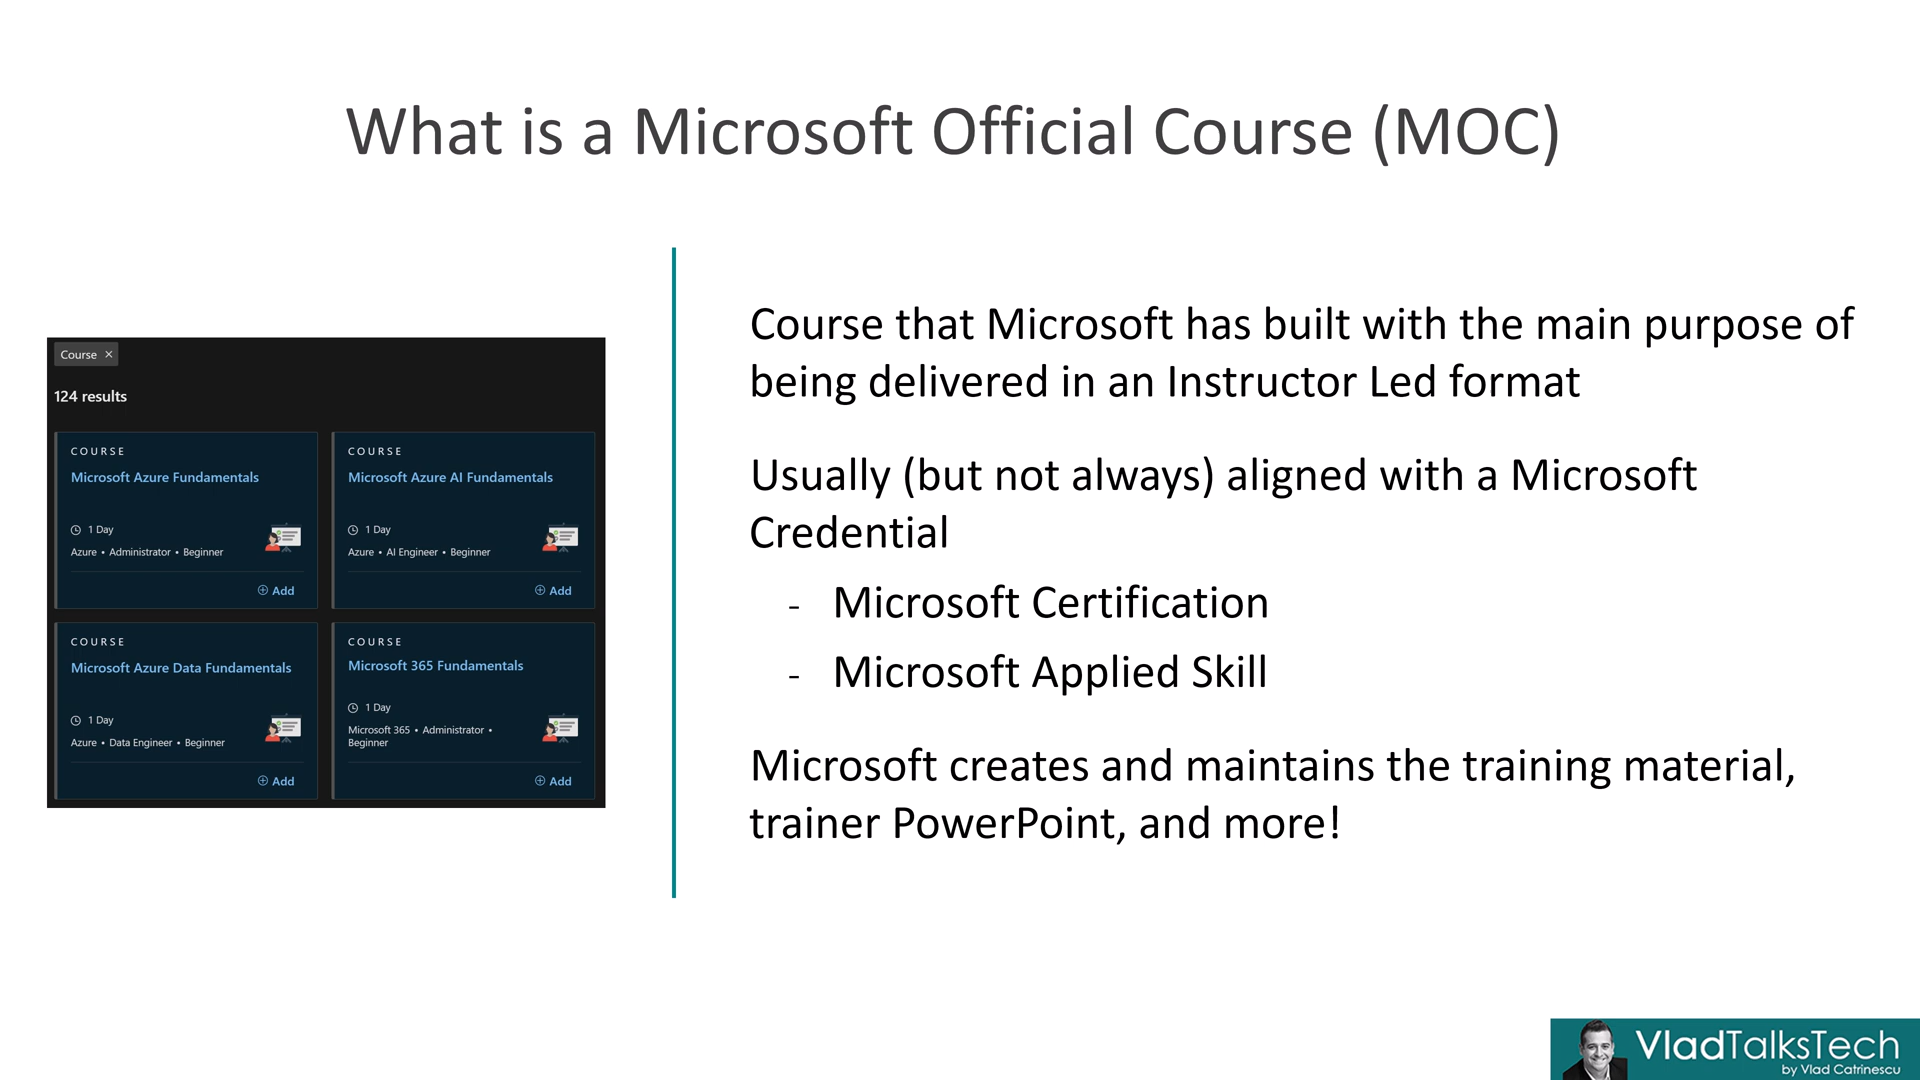 What is a Microsoft Official Course (MOC)
Course ×
124 results
COURSE
Microsoft Azure Fundamentals
1 Day
Azure • Administrator • Beginner
Add
COURSE
Microsoft Azure AI Fundamentals
1 Day
Azure • AI Engineer • Beginner
Add
COURSE
Microsoft Azure Data Fundamentals
1 Day
Azure • Data Engineer • Beginner
Add
COURSE
Microsoft 365 Fundamentals
1 Day
Microsoft 365 • Administrator •
Beginner
Add
Course that Microsoft has built with the main purpose of
being delivered in an Instructor Led format
Usually (but not always) aligned with a Microsoft
Credential
- Microsoft Certification
- Microsoft Applied Skill
Microsoft creates and maintains the training material,
trainer PowerPoint, and more!
VladTalksTech
by Vlad Catrinescu